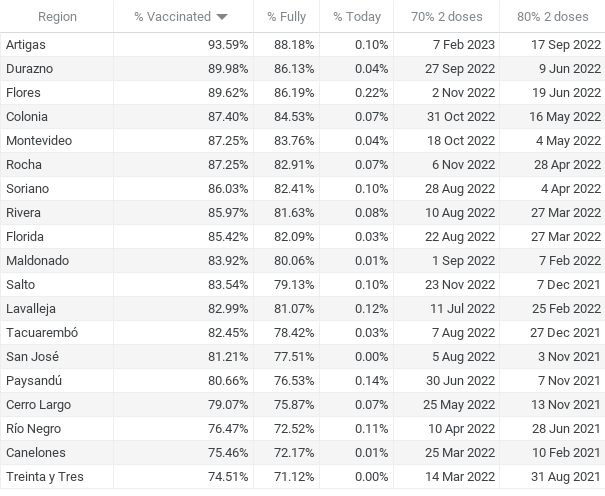 Region % Vaccinated % Fully % Today 70% 2 doses 80% 2 doses
Artigas 93.59% 88.18% 0.10% 7 Feb 2023 17 Sep 2022
Durazno 89.98% 86.13% 0.04% 27 Sep 2022 9 Jun 2022
Flores 89.62% 86.19% 0.22% 2 Nov 2022 19 Jun 2022
Colonia 87.40% 84.53% 0.07% 31 Oct 2022 16 May 2022
Montevideo 87.25% 83.76% 0.04% 18 Oct 2022 4 May 2022
Rocha 87.25% 82.91% 0.07% 6 Nov 2022 28 Apr 2022
Soriano 86.03% 82.41% 0.10% 28 Aug 2022 4 Apr 2022
Rivera 85.97% 81.63% 0.08% 10 Aug 2022 27 Mar 2022
Florida 85.42% 82.09% 0.03% 22 Aug 2022 27 Mar 2022
Maldonado 83.92% 80.06% 0.01% 1 Sep 2022 7 Feb 2022
Salto 83.54% 79.13% 0.10% 23 Nov 2022 7 Dec 2021
Lavalleja 82.99% 81.07% 0.12% 11 Jul 2022 25 Feb 2022
Tacuarembó 82.45% 78.42% 0.03% 7 Aug 2022 27 Dec 2021
San José 81.21% 77.51% 0.00% 5 Aug 2022 3 Nov 2021
Paysandú 80.66% 76.53% 0.14% 30 Jun 2022 7 Nov 2021
Cerro Largo 79.07% 75.87% 0.07% 25 May 2022 13 Nov 2021
Río Negro 76.47% 72.52% 0.11% 10 Apr 2022 28 Jun 2021
Canelones 75.46% 72.17% 0.01% 25 Mar 2022 10 Feb 2021
Treinta y Tres 74.51% 71.12% 0.00% 14 Mar 2022 31 Aug 2021